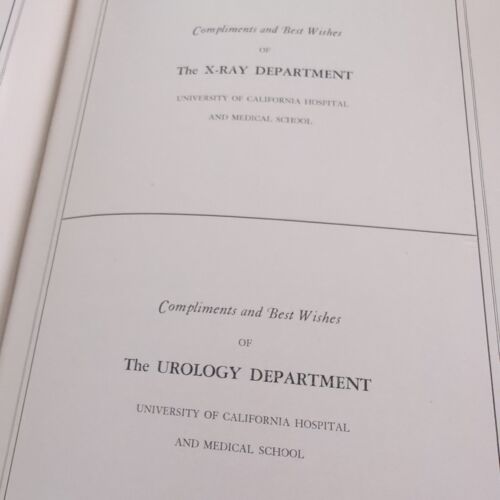 Compliments and Best Wishes
OF
The X-RAY DEPARTMENT
UNIVERSITY OF CALIFORNIA HOSPITAL
AND MEDICAL SCHOOL
Compliments and Best Wishes
OF
The UROLOGY DEPARTMENT
UNIVERSITY OF CALIFORNIA HOSPITAL
AND MEDICAL SCHOOL